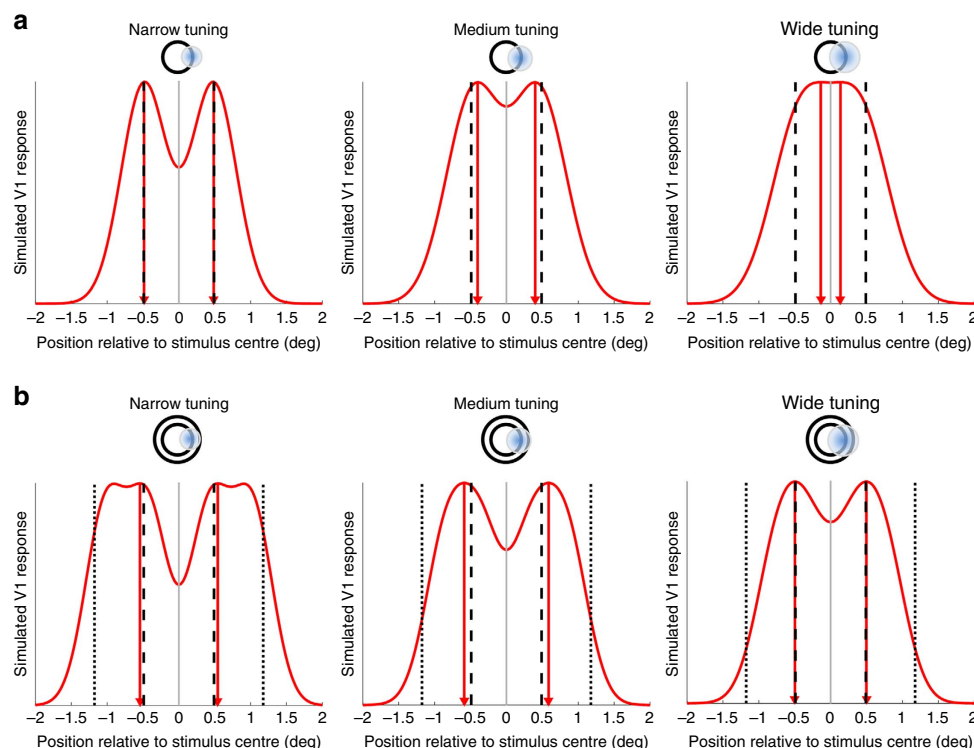 a
Narrow tuning
Medium tuning
Wide tuning
Simulated V1 response
Simulated V1 response
Simulated V1 response
−2 −1.5 −1 −0.5 0 0.5 1 1.5 2
−2 −1.5 −1 −0.5 0 0.5 1 1.5 2
−2 −1.5 −1 −0.5 0 0.5 1 1.5 2
Position relative to stimulus centre (deg)
Position relative to stimulus centre (deg)
Position relative to stimulus centre (deg)
b
Narrow tuning
Medium tuning
Wide tuning
Simulated V1 response
Simulated V1 response
Simulated V1 response
−2 −1.5 −1 −0.5 0 0.5 1 1.5 2
−2 −1.5 −1 −0.5 0 0.5 1 1.5 2
−2 −1.5 −1 −0.5 0 0.5 1 1.5 2
Position relative to stimulus centre (deg)
Position relative to stimulus centre (deg)
Position relative to stimulus centre (deg)